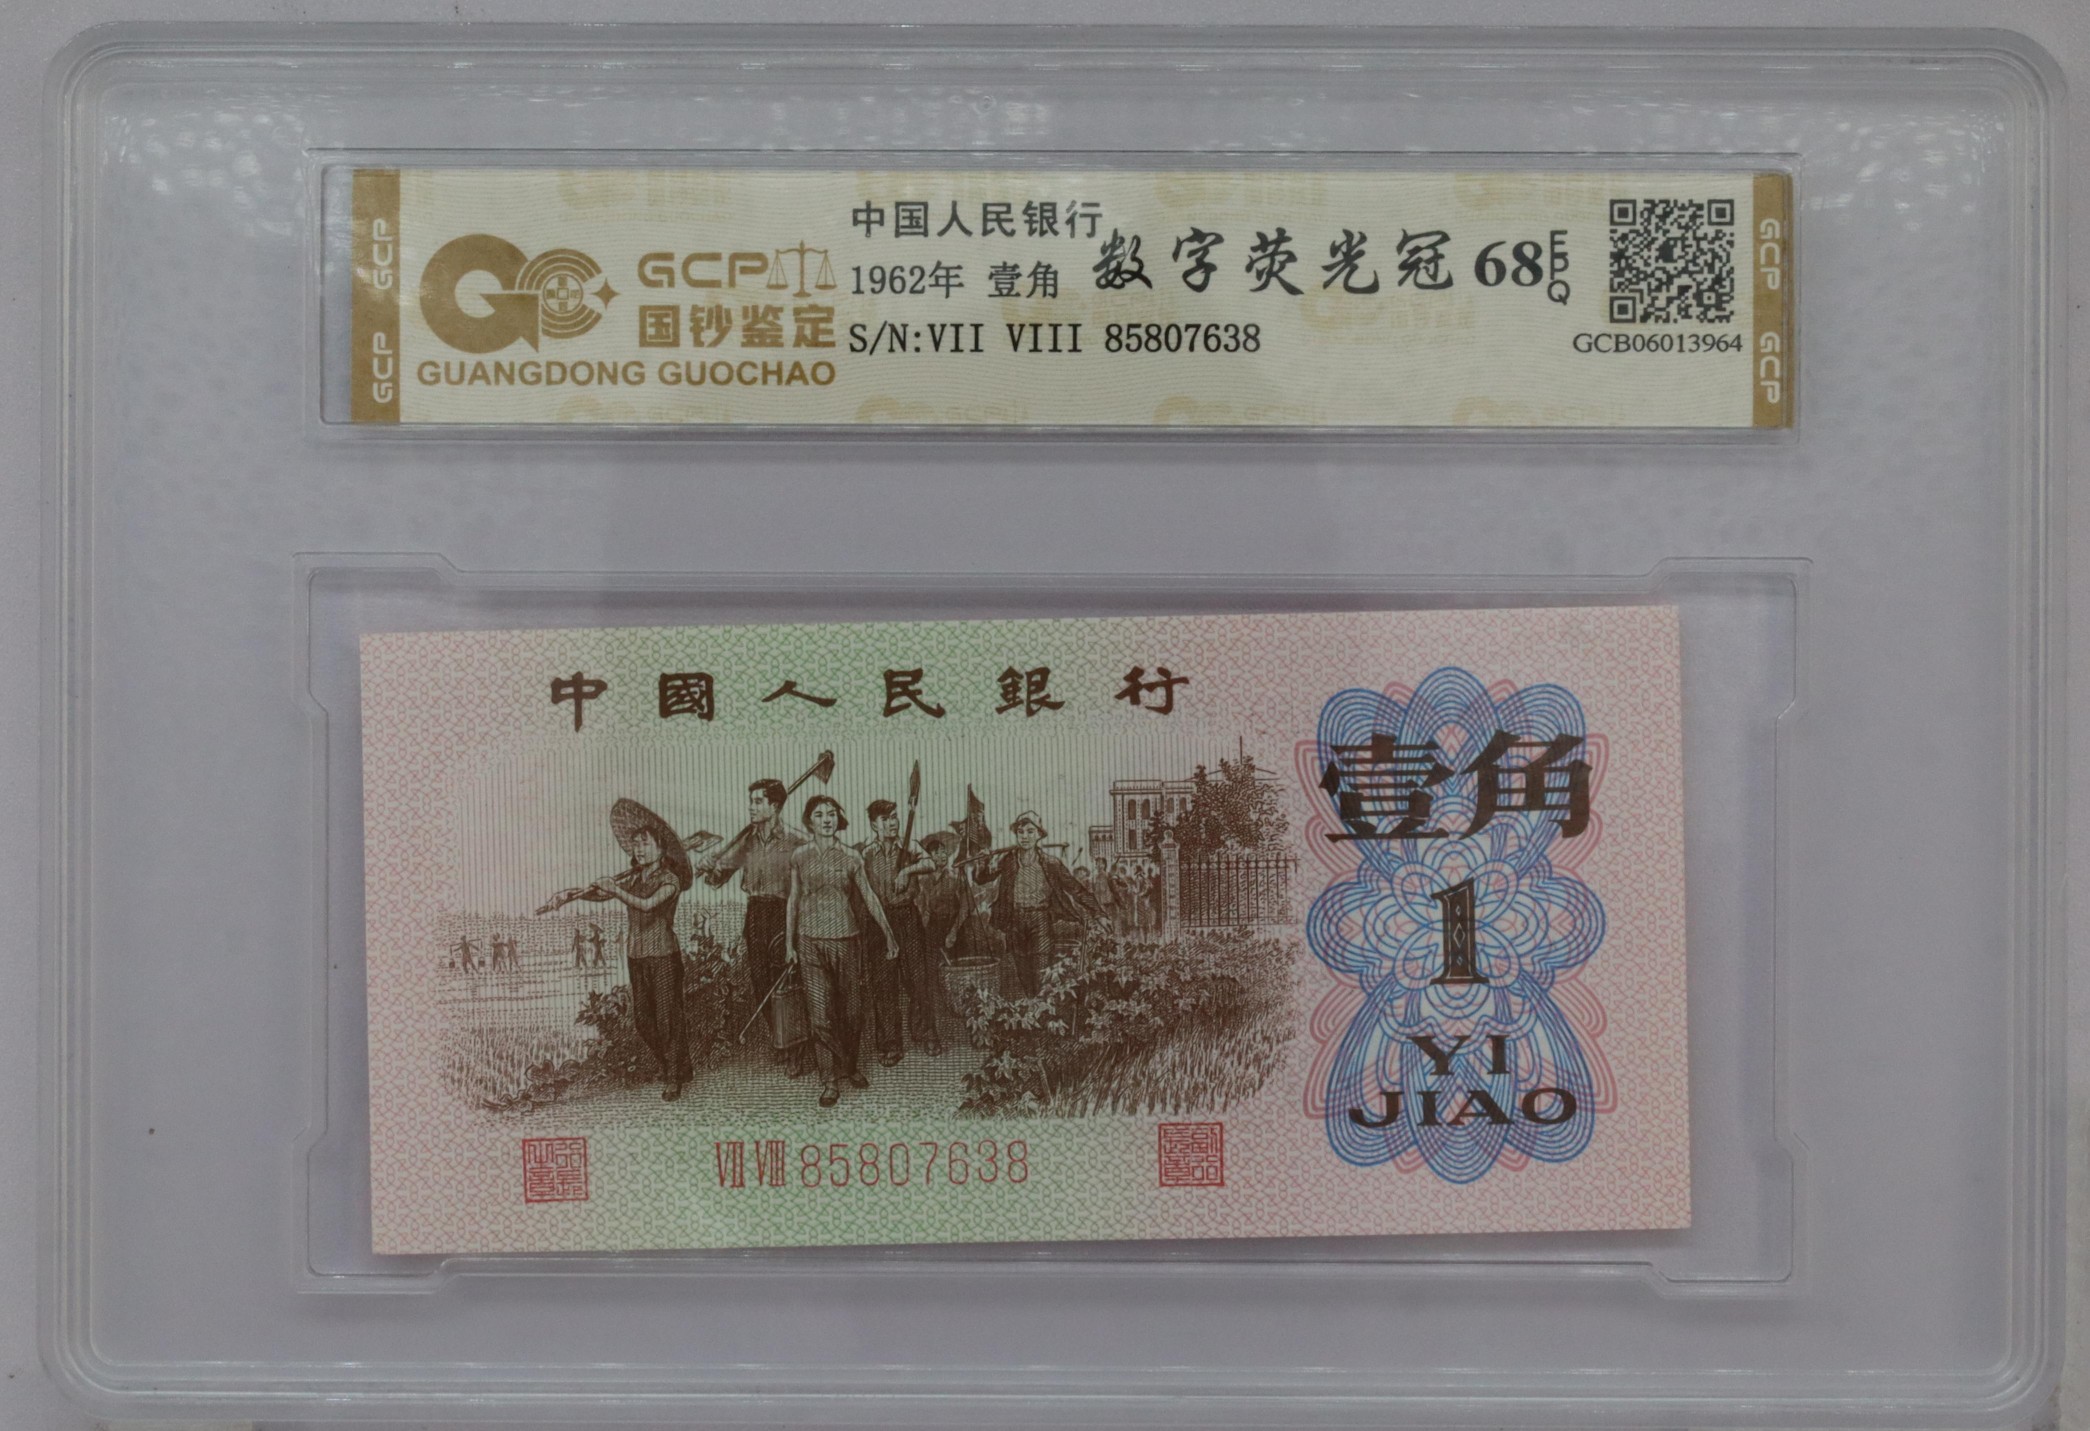 中国人民银行
GCP
国钞鉴定
GUANGDONG GUOCHAO
1962年 壹角
数字荧光冠 68 EPQ
S/N:VII VIII 85807638
GCB06013964
GCP GCP
GCP GCP
中國人民銀行
壹角
1
YI
JIAO
VII VIII 85807638